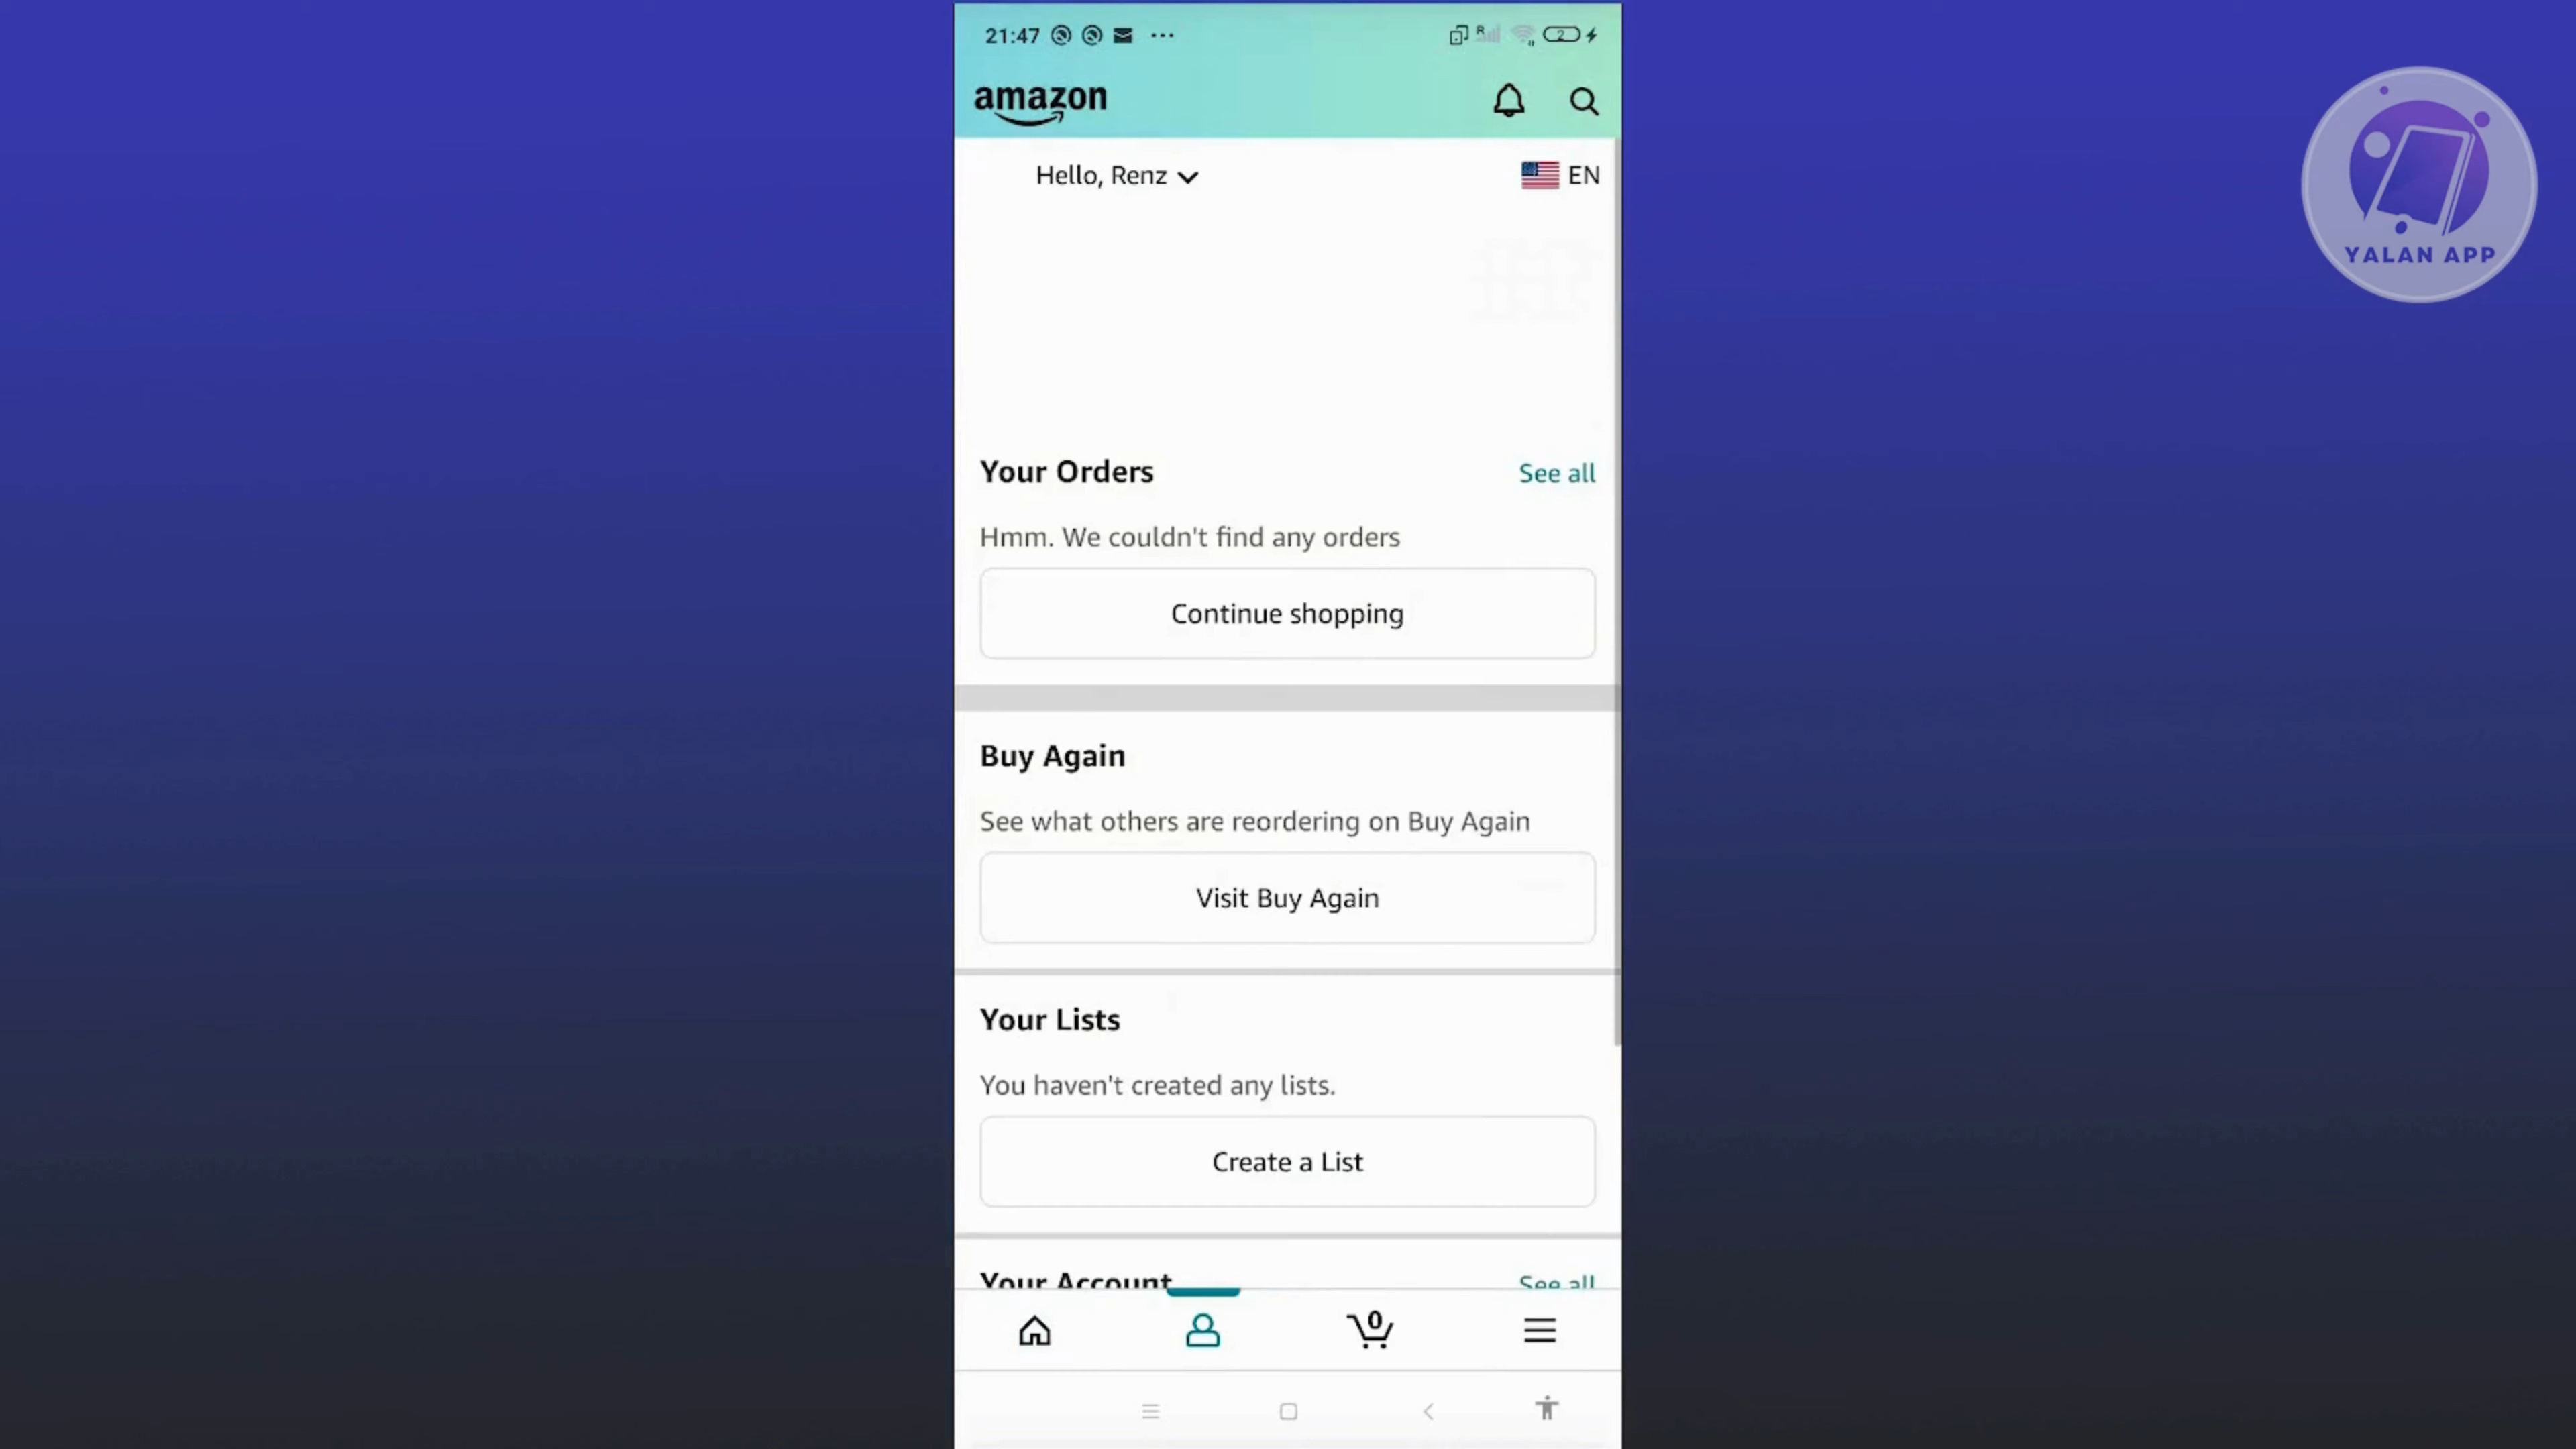 21:47
R
2
amazon
Hello, Renz
EN
YALAN APP
Your Orders
See all
Hmm. We couldn't find any orders
Continue shopping
Buy Again
See what others are reordering on Buy Again
Visit Buy Again
Your Lists
You haven't created any lists.
Create a List
Your Account
See all
0